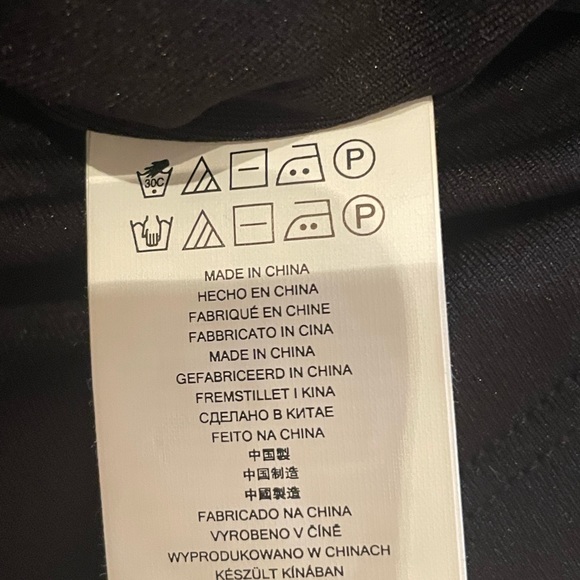 30C P
P
MADE IN CHINA
HECHO EN CHINA
FABRIQUÉ EN CHINE
FABBRICATO IN CINA
MADE IN CHINA
GEFABRICEERD IN CHINA
FREMSTILLET I KINA
СДЕЛАНО В КИТАЕ
FEITO NA CHINA
中国製
中国制造
中國製造
FABRICADO NA CHINA
VYROBENO V ČÍNĚ
WYPRODUKOWANO W CHINACH
KÉSZÜLT KÍNÁBAN